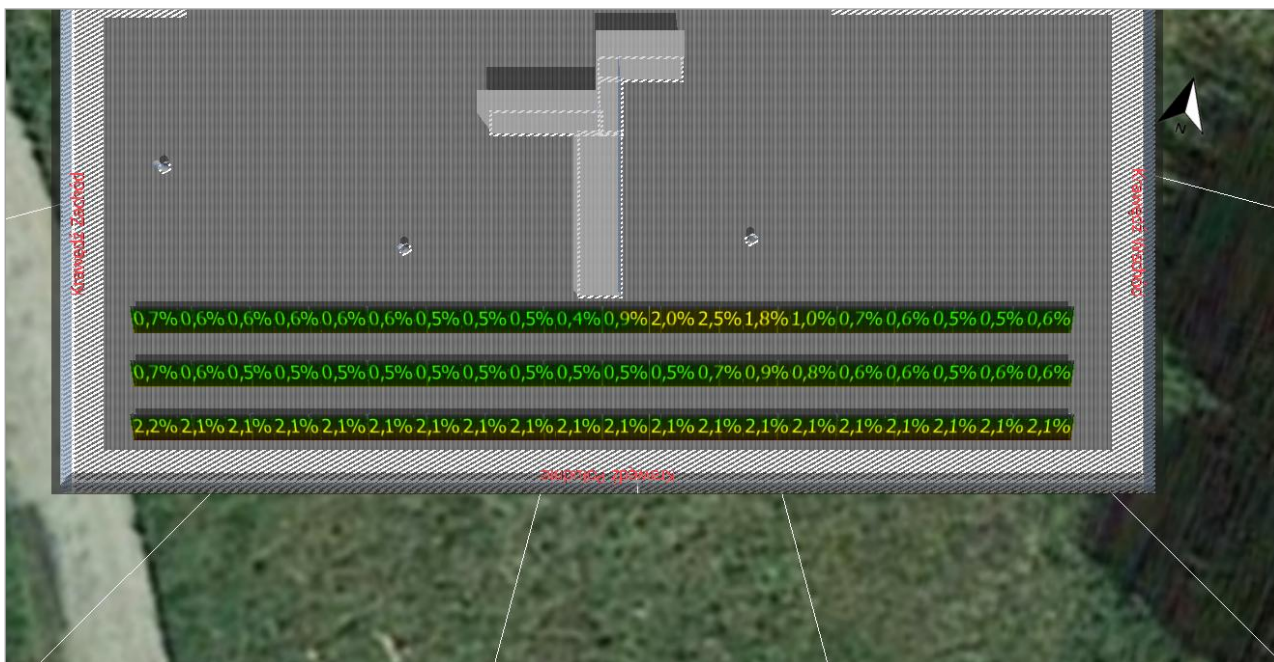 N
Krawędź Zachód
Krawędź Wschód
0,7% 0,6% 0,6% 0,6% 0,6% 0,6% 0,5% 0,5% 0,5% 0,4% 0,9% 2,0% 2,5% 1,8% 1,0% 0,7% 0,6% 0,5% 0,5% 0,6%
0,7% 0,6% 0,5% 0,5% 0,5% 0,5% 0,5% 0,5% 0,5% 0,5% 0,5% 0,5% 0,7% 0,9% 0,8% 0,6% 0,6% 0,5% 0,6% 0,6%
2,2% 2,1% 2,1% 2,1% 2,1% 2,1% 2,1% 2,1% 2,1% 2,1% 2,1% 2,1% 2,1% 2,1% 2,1% 2,1% 2,1% 2,1% 2,1% 2,1%
Krawędź Południe